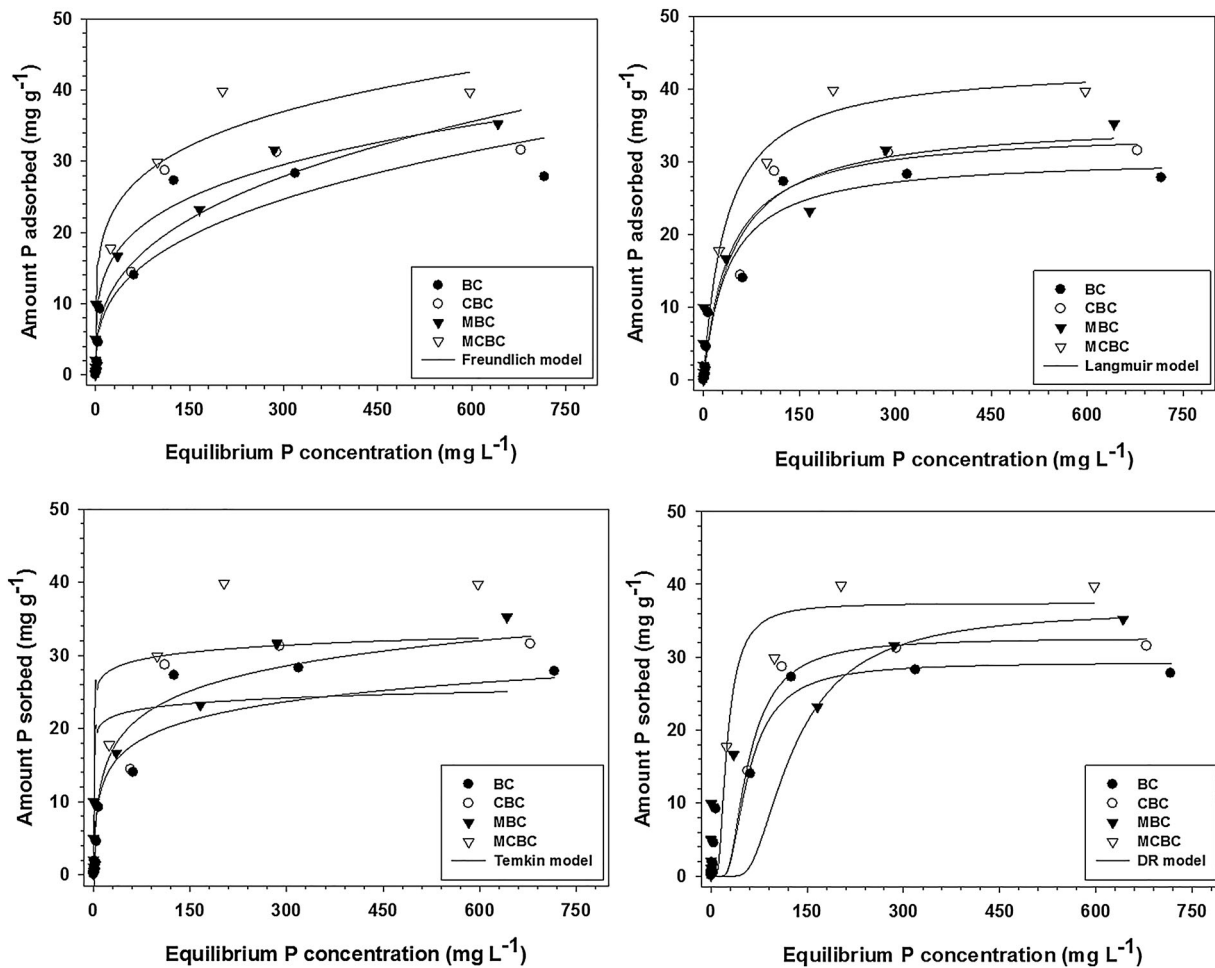 50
40
30
20
10
0
Amount P adsorbed (mg g⁻¹)
BC
CBC
MBC
MCBC
Freundlich model
0 150 300 450 600 750
Equilibrium P concentration (mg L⁻¹)
50
40
30
20
10
0
Amount P adsorbed (mg g⁻¹)
BC
CBC
MBC
MCBC
Langmuir model
0 150 300 450 600 750
Equilibrium P concentration (mg L⁻¹)
50
40
30
20
10
0
Amount P sorbed (mg g⁻¹)
BC
CBC
MBC
MCBC
Temkin model
0 150 300 450 600 750
Equilibrium P concentration (mg L⁻¹)
50
40
30
20
10
0
Amount P sorbed (mg g⁻¹)
BC
CBC
MBC
MCBC
DR model
0 150 300 450 600 750
Equilibrium P concentration (mg L⁻¹)